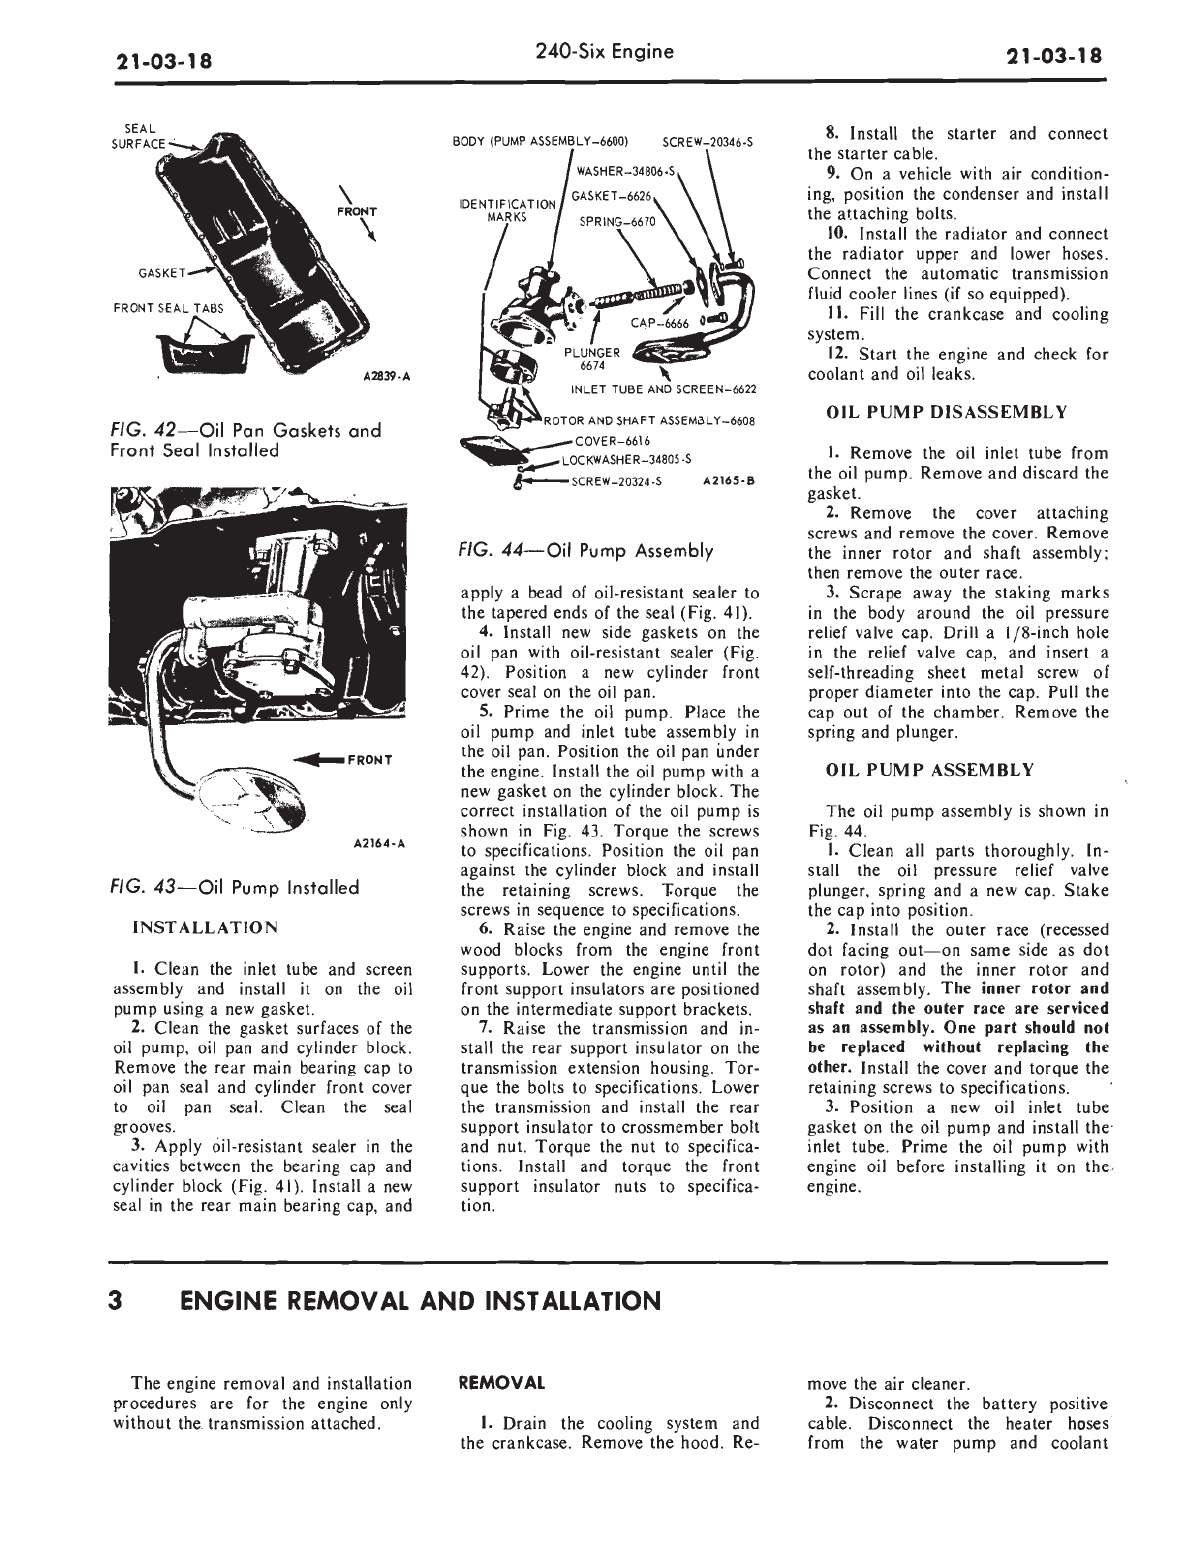 21-03-18
240-Six Engine
21-03-18
SEAL
SURFACE
FRONT
GASKET
FRONT SEAL TABS
A2839-A
FIG. 42—Oil Pan Gaskets and
Front Seal Installed
FRONT
A2164-A
FIG. 43—Oil Pump Installed
INSTALLATION
1. Clean the inlet tube and screen
assembly and install it on the oil
pump using a new gasket.
2. Clean the gasket surfaces of the
oil pump, oil pan and cylinder block.
Remove the rear main bearing cap to
oil pan seal and cylinder front cover
to oil pan seal. Clean the seal
grooves.
3. Apply oil-resistant sealer in the
cavities between the bearing cap and
cylinder block (Fig. 41). Install a new
seal in the rear main bearing cap, and
BODY (PUMP ASSEMBLY-6600)
SCREW-20346-S
WASHER-34806-S
GASKET-6626
IDENTIFICATION
MARKS
SPRING-6670
CAP-6666
PLUNGER
6674
INLET TUBE AND SCREEN-6622
ROTOR AND SHAFT ASSEMBLY-6608
COVER-6616
LOCKWASHER-34805-S
SCREW-20324-S
A2165-B
FIG. 44—Oil Pump Assembly
apply a bead of oil-resistant sealer to
the tapered ends of the seal (Fig. 41).
4. Install new side gaskets on the
oil pan with oil-resistant sealer (Fig.
42). Position a new cylinder front
cover seal on the oil pan.
5. Prime the oil pump. Place the
oil pump and inlet tube assembly in
the oil pan. Position the oil pan under
the engine. Install the oil pump with a
new gasket on the cylinder block. The
correct installation of the oil pump is
shown in Fig. 43. Torque the screws
to specifications. Position the oil pan
against the cylinder block and install
the retaining screws. Torque the
screws in sequence to specifications.
6. Raise the engine and remove the
wood blocks from the engine front
supports. Lower the engine until the
front support insulators are positioned
on the intermediate support brackets.
7. Raise the transmission and in-
stall the rear support insulator on the
transmission extension housing. Tor-
que the bolts to specifications. Lower
the transmission and install the rear
support insulator to crossmember bolt
and nut. Torque the nut to specifica-
tions. Install and torque the front
support insulator nuts to specifica-
tion.
8. Install the starter and connect
the starter cable.
9. On a vehicle with air condition-
ing, position the condenser and install
the attaching bolts.
10. Install the radiator and connect
the radiator upper and lower hoses.
Connect the automatic transmission
fluid cooler lines (if so equipped).
11. Fill the crankcase and cooling
system.
12. Start the engine and check for
coolant and oil leaks.
OIL PUMP DISASSEMBLY
1. Remove the oil inlet tube from
the oil pump. Remove and discard the
gasket.
2. Remove the cover attaching
screws and remove the cover. Remove
the inner rotor and shaft assembly;
then remove the outer race.
3. Scrape away the staking marks
in the body around the oil pressure
relief valve cap. Drill a 1/8-inch hole
in the relief valve cap, and insert a
self-threading sheet metal screw of
proper diameter into the cap. Pull the
cap out of the chamber. Remove the
spring and plunger.
OIL PUMP ASSEMBLY
The oil pump assembly is shown in
Fig. 44.
1. Clean all parts thoroughly. In-
stall the oil pressure relief valve
plunger, spring and a new cap. Stake
the cap into position.
2. Install the outer race (recessed
dot facing out—on same side as dot
on rotor) and the inner rotor and
shaft assembly. The inner rotor and
shaft and the outer race are serviced
as an assembly. One part should not
be replaced without replacing the
other. Install the cover and torque the
retaining screws to specifications.
3. Position a new oil inlet tube
gasket on the oil pump and install the
inlet tube. Prime the oil pump with
engine oil before installing it on the
engine.
3 ENGINE REMOVAL AND INSTALLATION
The engine removal and installation
procedures are for the engine only
without the transmission attached.
REMOVAL
1. Drain the cooling system and
the crankcase. Remove the hood. Re-
move the air cleaner.
2. Disconnect the battery positive
cable. Disconnect the heater hoses
from the water pump and coolant